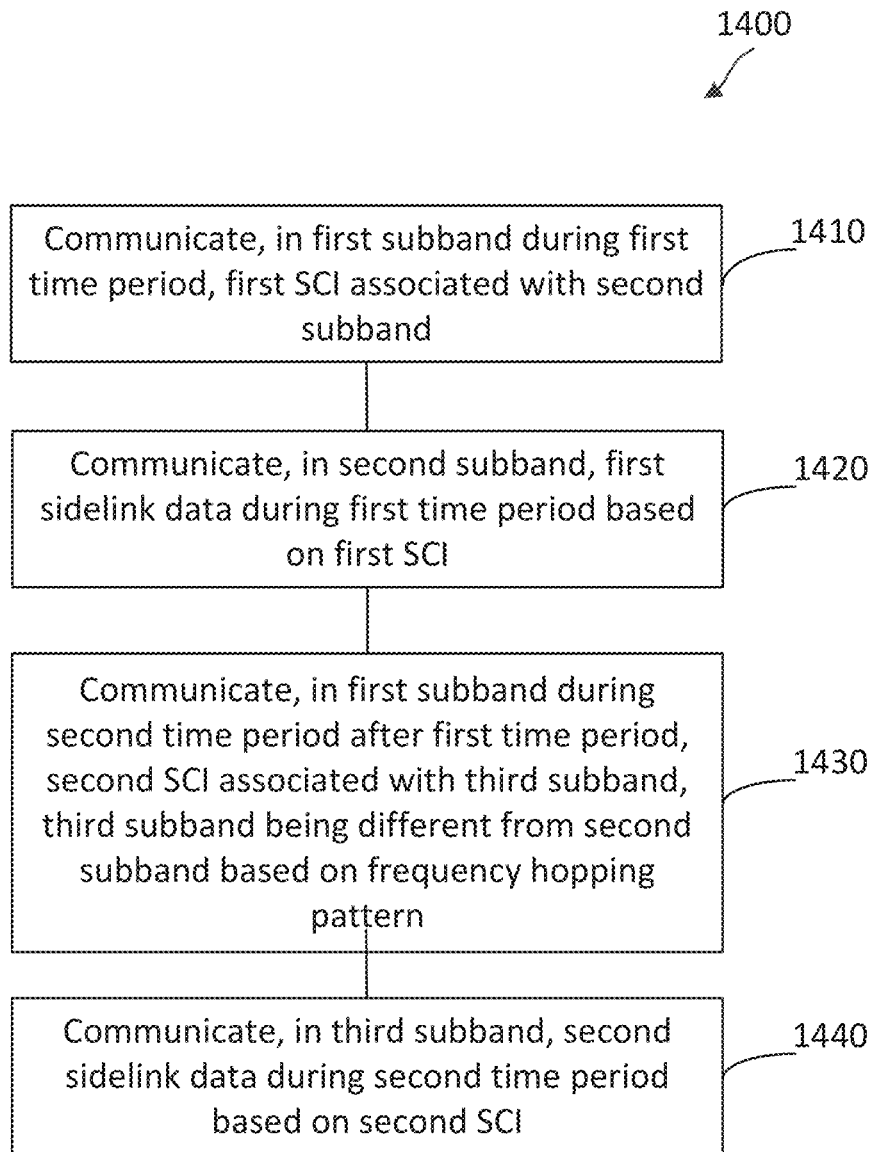 1400
Communicate, in first subband during first
time period, first SCI associated with second
subband
1410
Communicate, in second subband, first
sidelink data during first time period based
on first SCI
1420
Communicate, in first subband during
second time period after first time period,
second SCI associated with third subband,
third subband being different from second
subband based on frequency hopping
pattern
1430
Communicate, in third subband, second
sidelink data during second time period
based on second SCI
1440